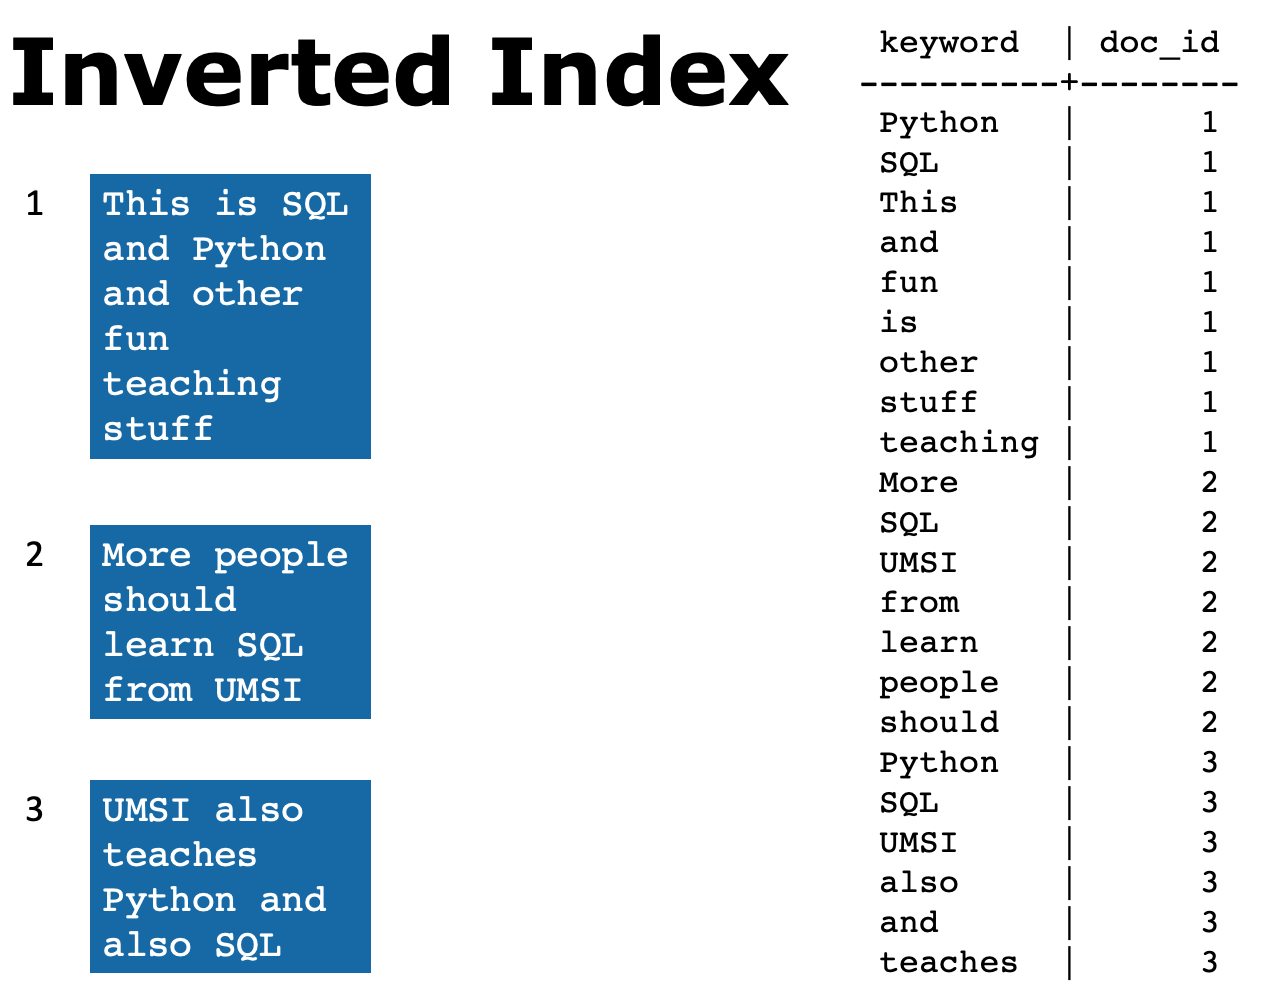 Inverted Index
1
This is SQL
and Python
and other
fun
teaching
stuff
2
More people
should
learn SQL
from UMSI
3
UMSI also
teaches
Python and
also SQL
keyword | doc_id
----------+--------
Python | 1
SQL | 1
This | 1
and | 1
fun | 1
is | 1
other | 1
stuff | 1
teaching | 1
More | 2
SQL | 2
UMSI | 2
from | 2
learn | 2
people | 2
should | 2
Python | 3
SQL | 3
UMSI | 3
also | 3
and | 3
teaches | 3